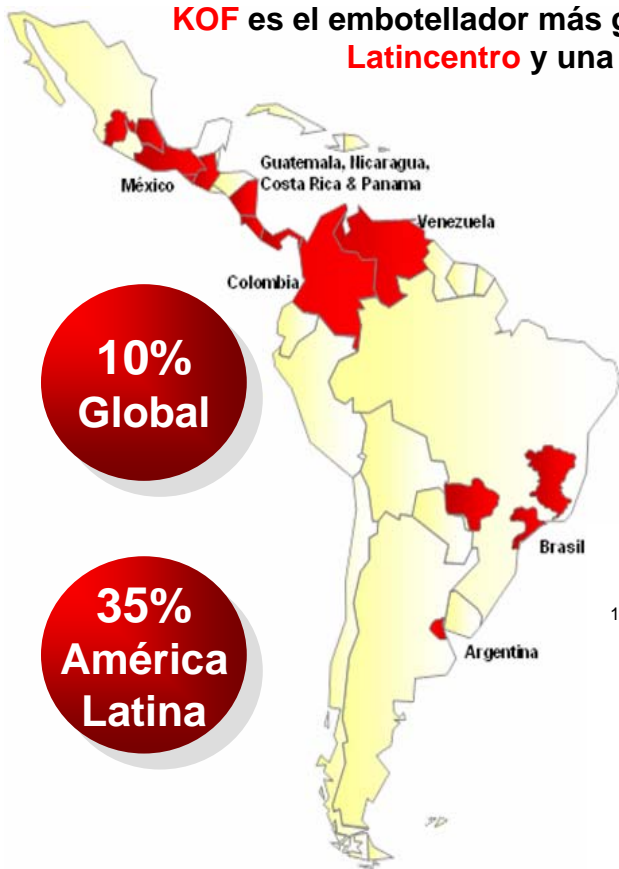 KOF es el embotellador más
Latincentro y una
Guatemala, Nicaragua,
Costa Rica & Panama
México
Venezuela
Colombia
10%
Global
Brasil
35%
América
Latina
1
Argentina